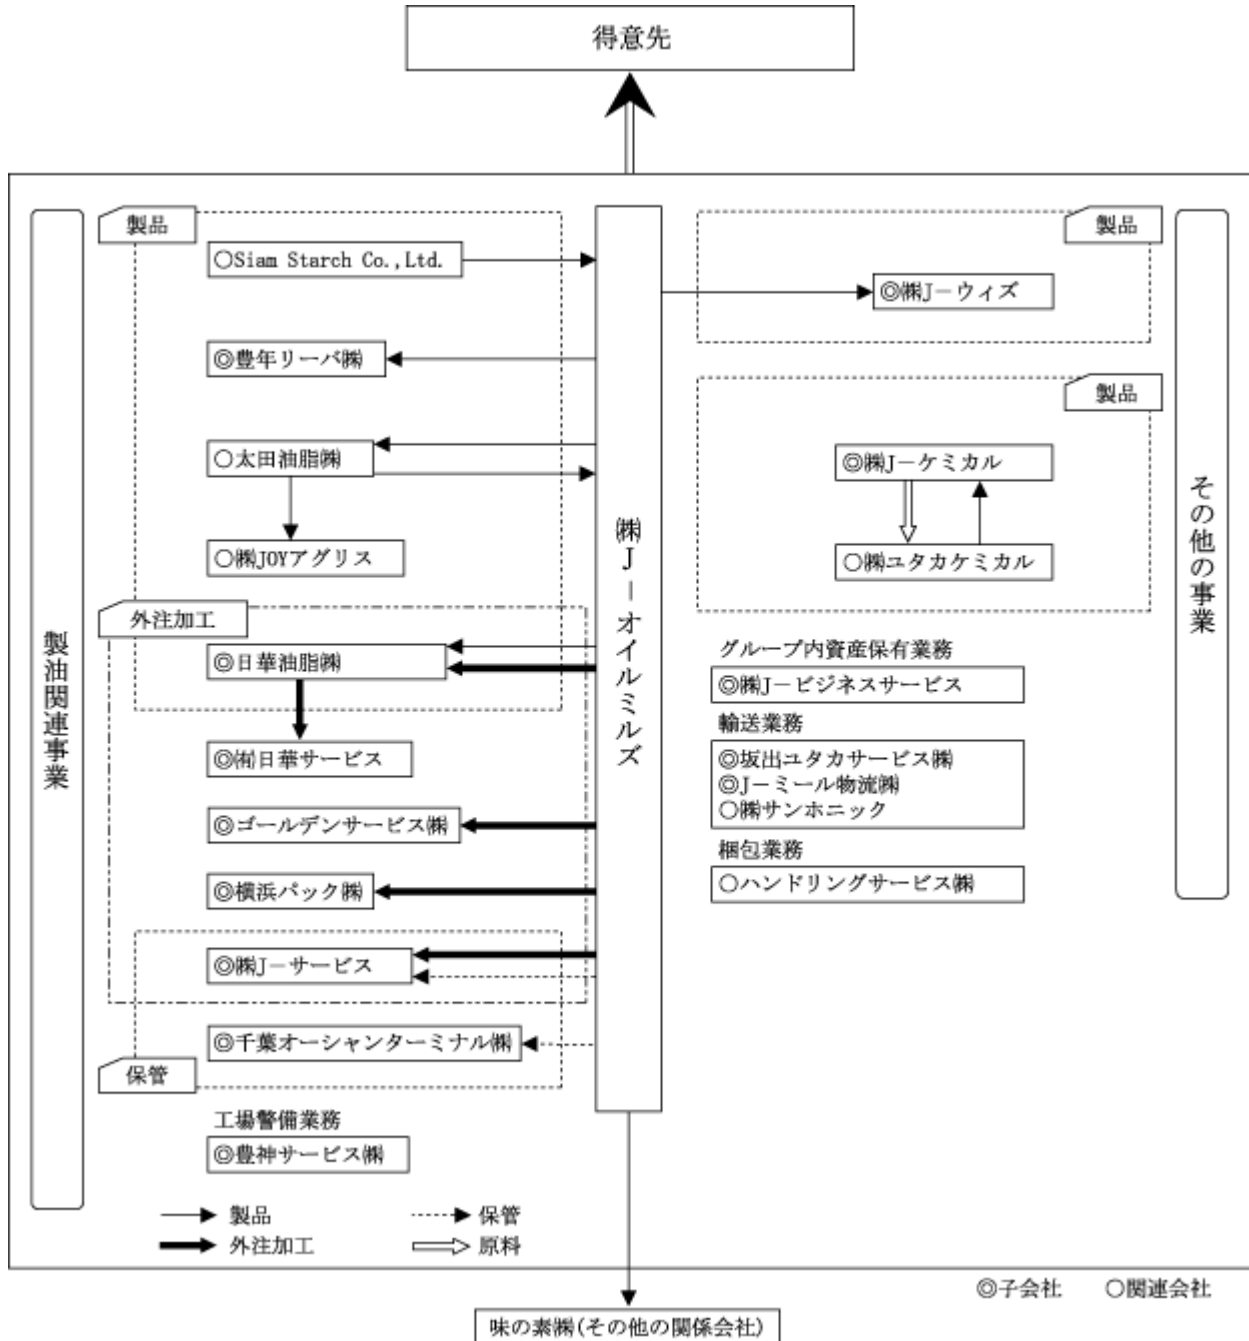 得意先
製油関連事業
製品
○Siam Starch Co.,Ltd.
◎豊年リーバ㈱
○太田油脂㈱
○㈱JOYアグリス
外注加工
◎日華油脂㈱
◎㈲日華サービス
◎ゴールデンサービス㈱
◎横浜パック㈱
◎㈱J－サービス
◎千葉オーシャンターミナル㈱
保管
工場警備業務
◎豊神サービス㈱
㈱J－オイルミルズ
製品
◎㈱J－ウィズ
製品
◎㈱J－ケミカル
○㈱ユタカケミカル
グループ内資産保有業務
◎㈱J－ビジネスサービス
輸送業務
◎坂出ユタカサービス㈱
◎J－ミール物流㈱
○㈱サンホニック
梱包業務
○ハンドリングサービス㈱
その他の事業
製品
保管
外注加工
原料
◎子会社 ○関連会社
味の素㈱(その他の関係会社)